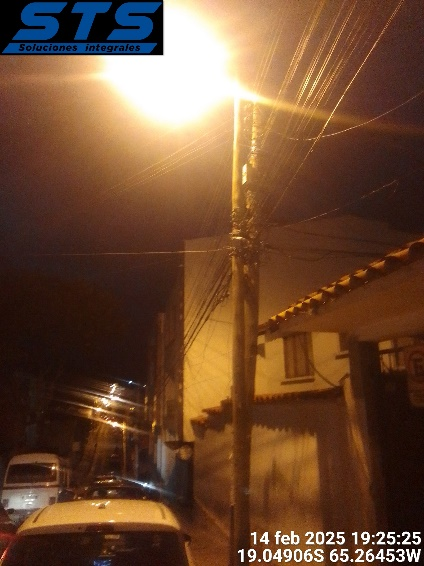 STS
Soluciones integrales
14 feb 2025 19:25:25
19.04906S 65.26453W